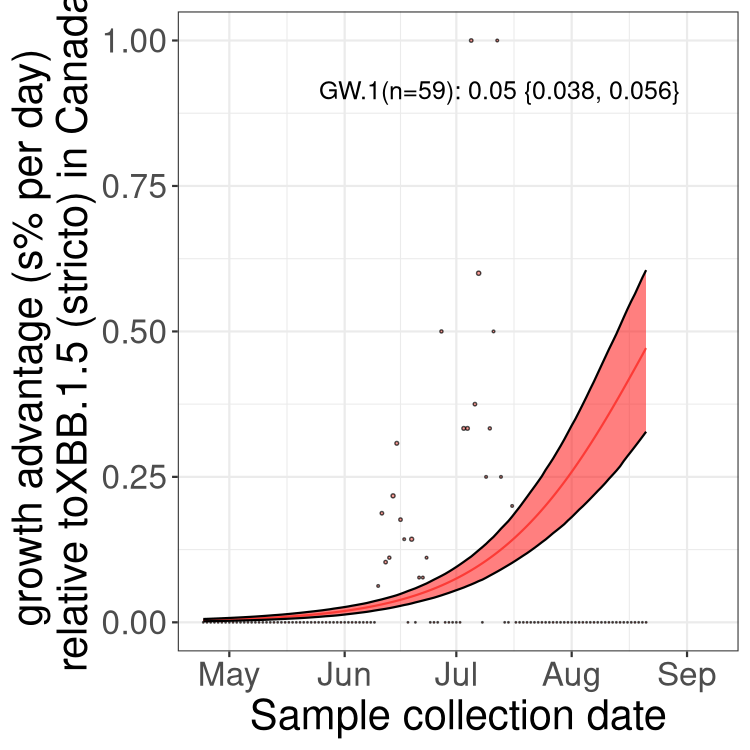 growth advantage (s% per day)
relative toXBB.1.5 (stricto) in Canada
1.00
0.75
0.50
0.25
0.00
GW.1(n=59): 0.05 {0.038, 0.056}
May Jun Jul Aug Sep
Sample collection date